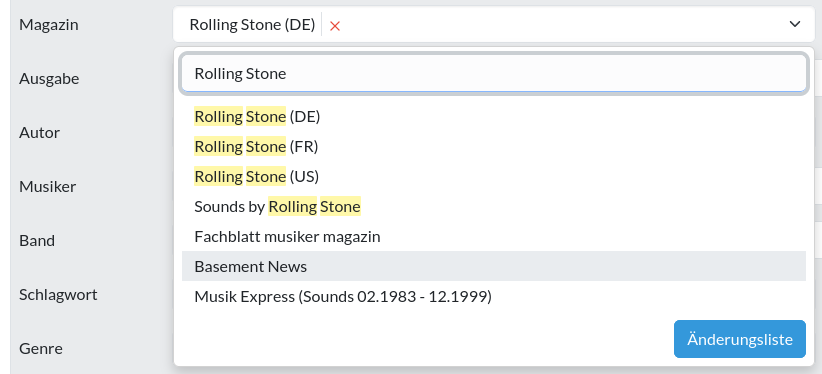 Magazin
Rolling Stone (DE)
Rolling Stone
Ausgabe
Rolling Stone (DE)
Autor
Rolling Stone (FR)
Rolling Stone (US)
Musiker
Sounds by Rolling Stone
Fachblatt musiker magazin
Band
Basement News
Schlagwort
Musik Express (Sounds 02.1983 - 12.1999)
Änderungsliste
Genre